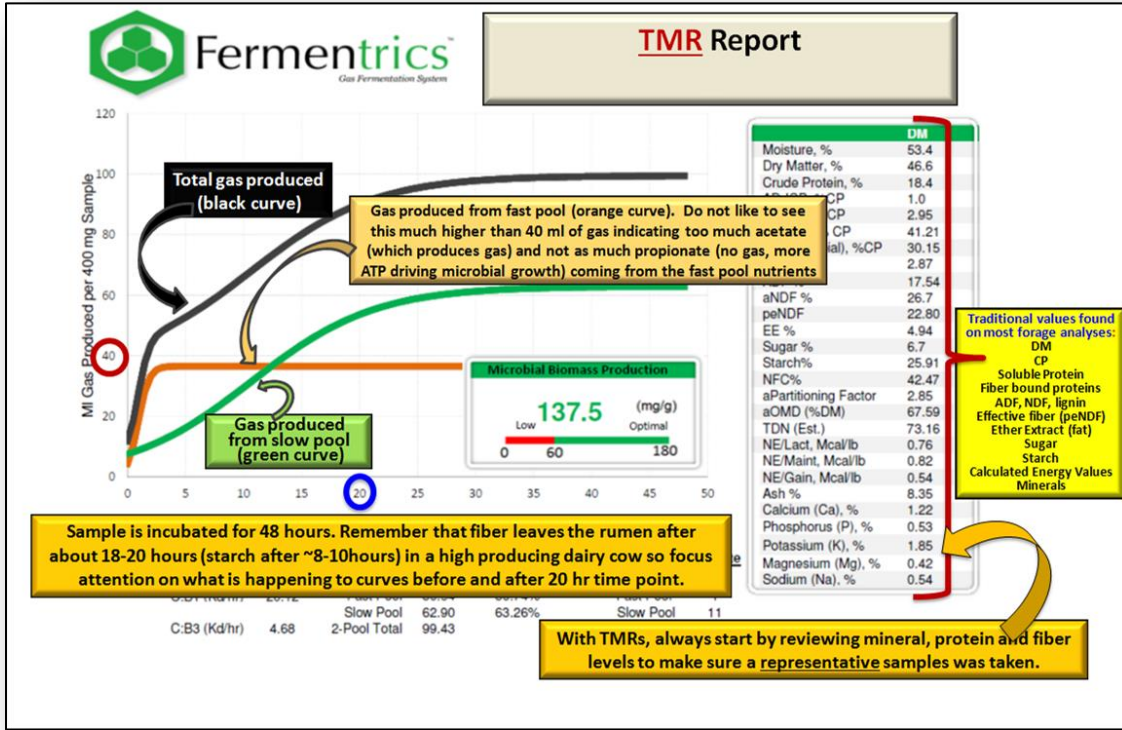 Fermentrics™
Gas Fermentation System
TMR Report
120
100
80
60
40
20
0
Ml Gas Produced per 400 mg Sample
0 5 10 15 20 25 30 35 40 45 50
Total gas produced
(black curve)
Gas produced from fast pool (orange curve). Do not like to see
this much higher than 40 ml of gas indicating too much acetate
(which produces gas) and not as much propionate (no gas, more
ATP driving microbial growth) coming from the fast pool nutrients
Gas produced
from slow pool
(green curve)
Microbial Biomass Production
137.5 (mg/g)
Low Optimal
0 60 180
DM
Moisture, % 53.4
Dry Matter, % 46.6
Crude Protein, % 18.4
CP 1.0
CP 2.95
CP 41.21
%CP 30.15
2.87
17.54
aNDF % 26.7
peNDF 22.80
EE % 4.94
Sugar % 6.7
Starch% 25.91
NFC% 42.47
aPartitioning Factor 2.85
aOMD (%DM) 67.59
TDN (Est.) 73.16
NE/Lact, Mcal/lb 0.76
NE/Maint, Mcal/lb 0.82
NE/Gain, Mcal/lb 0.54
Ash % 8.35
Calcium (Ca), % 1.22
Phosphorus (P), % 0.53
Potassium (K), % 1.85
Magnesium (Mg), % 0.42
Sodium (Na), % 0.54
Traditional values found
on most forage analyses:
DM
CP
Soluble Protein
Fiber bound proteins
ADF, NDF, lignin
Effective fiber (peNDF)
Ether Extract (fat)
Sugar
Starch
Calculated Energy Values
Minerals
Sample is incubated for 48 hours. Remember that fiber leaves the rumen after
about 18-20 hours (starch after ~8-10hours) in a high producing dairy cow so focus
attention on what is happening to curves before and after 20 hr time point.
Slow Pool 62.90 63.26% Slow Pool 11
C:B3 (Kd/hr) 4.68 2-Pool Total 99.43
With TMRs, always start by reviewing mineral, protein and fiber
levels to make sure a representative samples was taken.